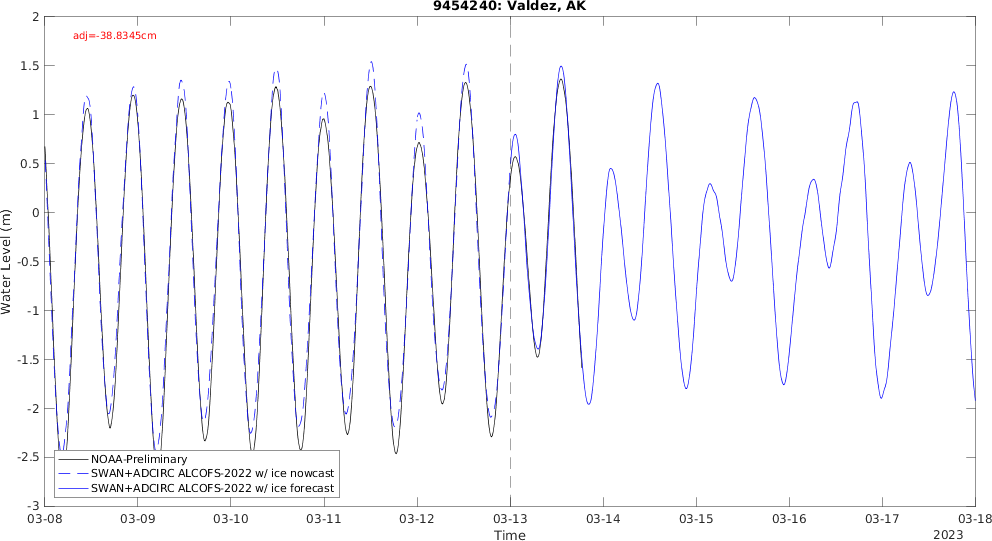 9454240: Valdez, AK
adj=-38.8345cm
2
1.5
1
0.5
0
-0.5
-1
-1.5
-2
-2.5
-3
Water Level (m)
NOAA-Preliminary
SWAN+ADCIRC ALCOFS-2022 w/ ice nowcast
SWAN+ADCIRC ALCOFS-2022 w/ ice forecast
03-08 03-09 03-10 03-11 03-12 03-13 03-14 03-15 03-16 03-17 03-18
Time
2023